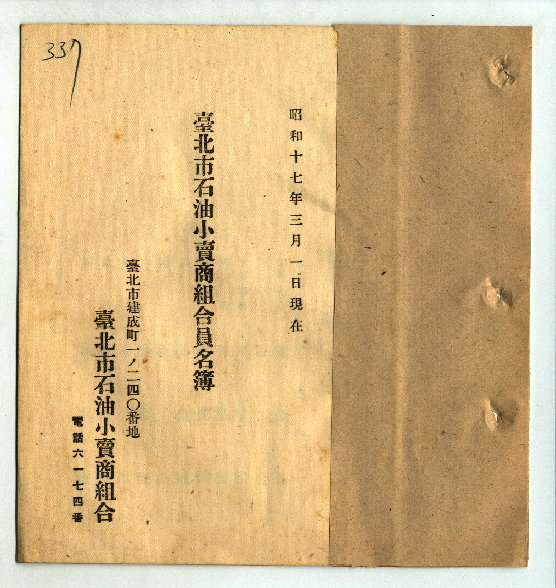 337
昭和十七年三月一日現在
臺北市石油小賣商組合員名簿
臺北市建成町一ノ二四〇番地
臺北市石油小賣商組合
電話六一七四番